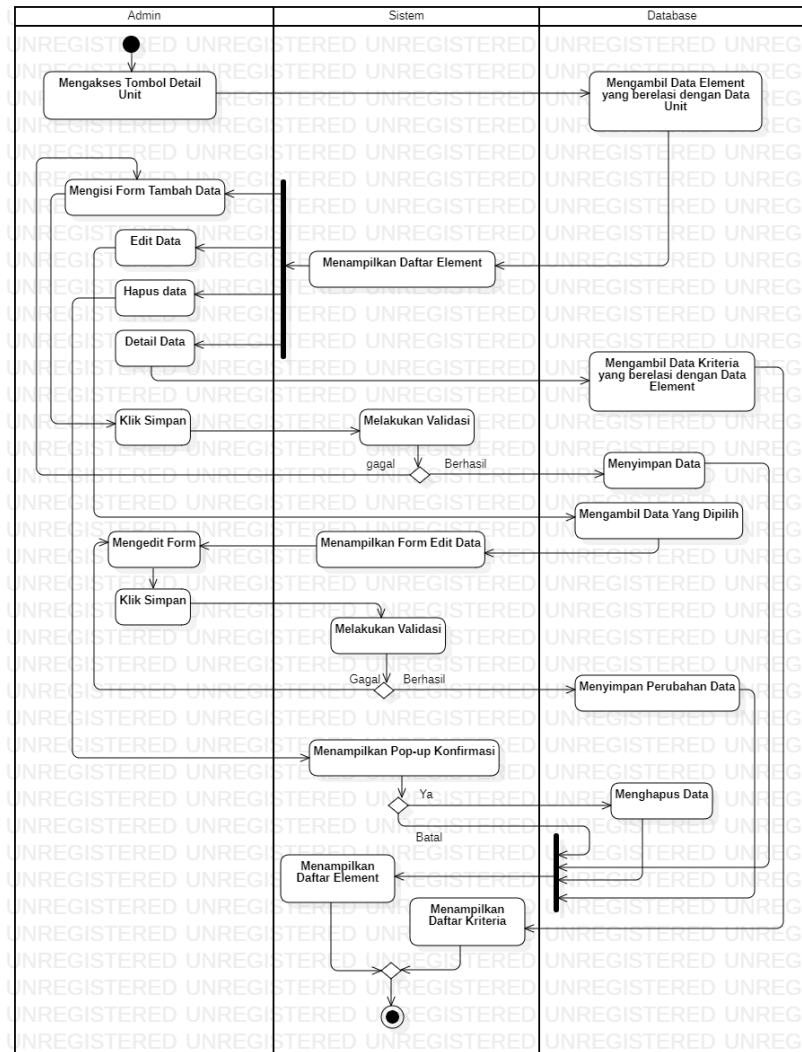 Admin
Sistem
Database
Mengakses Tombol Detail
Unit
Mengambil Data Element
yang berelasi dengan Data
Unit
Mengisi Form Tambah Data
Edit Data
Menampilkan Daftar Element
Hapus data
Detail Data
Mengambil Data Kriteria
yang berelasi dengan Data
Element
Klik Simpan
Melakukan Validasi
gagal
Berhasil
Menyimpan Data
Mengambil Data Yang Dipilih
Mengedit Form
Menampilkan Form Edit Data
Klik Simpan
Melakukan Validasi
Gagal
Berhasil
Menyimpan Perubahan Data
Menampilkan Pop-up Konfirmasi
Ya
Menghapus Data
Batal
Menampilkan
Daftar Element
Menampilkan
Daftar Kriteria
UNREGISTERED UNREGISTERED UNREGISTERED UNREG